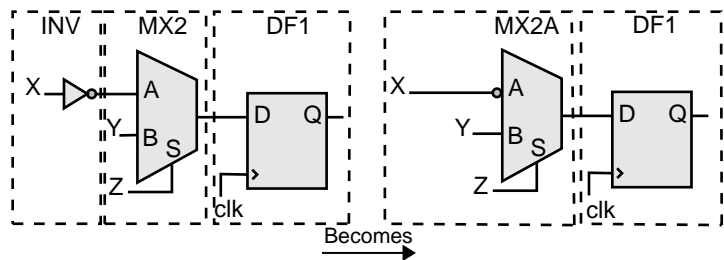 INV MX2 DF1 MX2A DF1
X A D Q X A D Q
Y B Y B
S S
Z Z
clk clk
Becomes